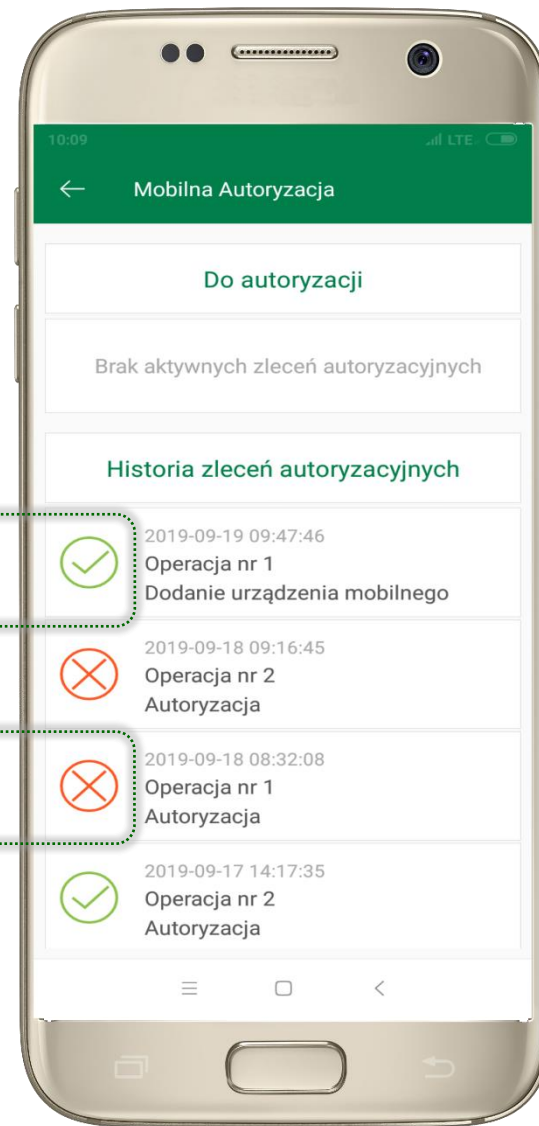 10:09
LTE
Mobilna Autoryzacja
Do autoryzacji
Brak aktywnych zleceń autoryzacyjnych
Historia zleceń autoryzacyjnych
2019-09-19 09:47:46
Operacja nr 1
Dodanie urządzenia mobilnego
2019-09-18 09:16:45
Operacja nr 2
Autoryzacja
2019-09-18 08:32:08
Operacja nr 1
Autoryzacja
2019-09-17 14:17:35
Operacja nr 2
Autoryzacja